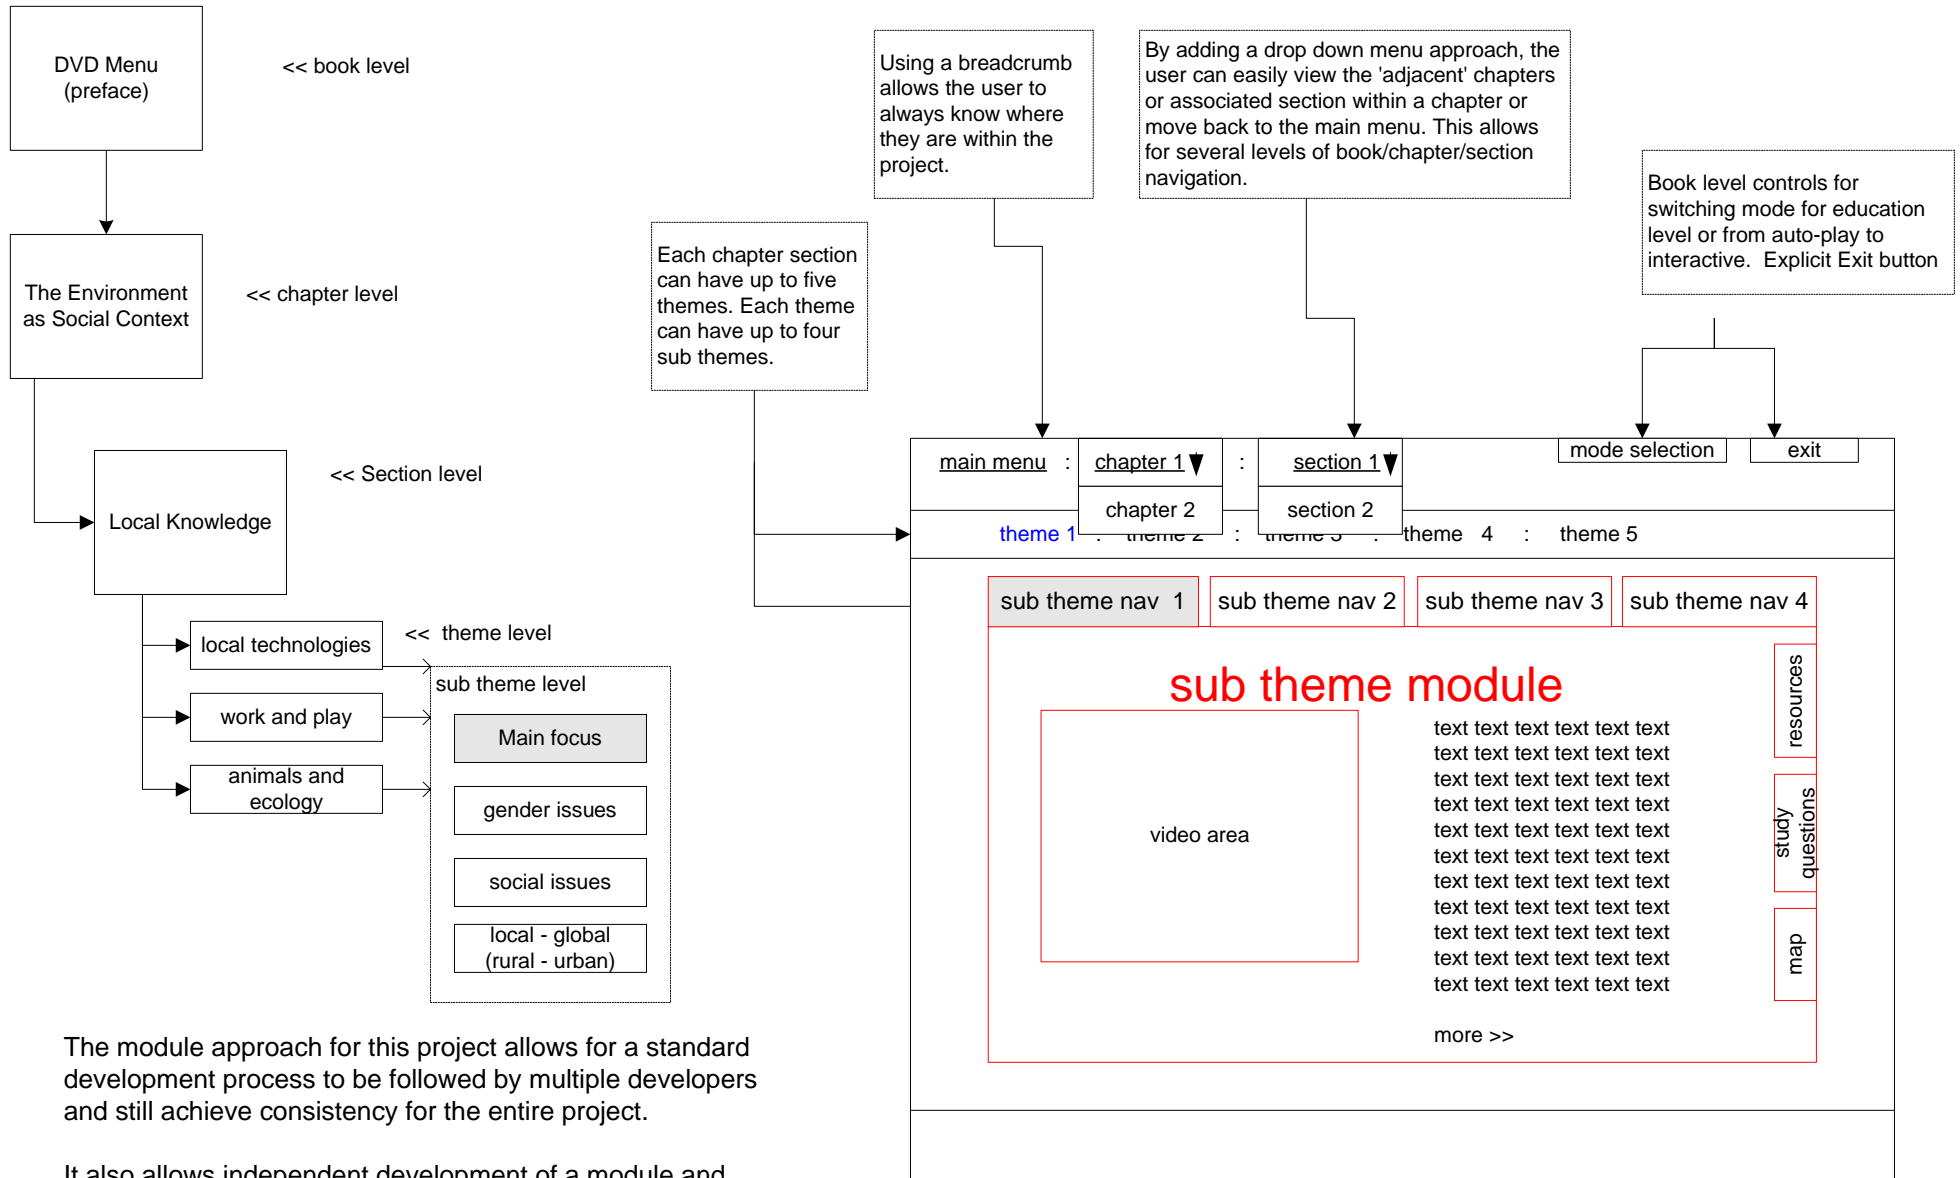 DVD Menu
(preface)
<< book level
The Environment
as Social Context
<< chapter level
Local Knowledge
<< Section level
local technologies
<< theme level
work and play
animals and
ecology
sub theme level
Main focus
gender issues
social issues
local - global
(rural - urban)
The module approach for this project allows for a standard
development process to be followed by multiple developers
and still achieve consistency for the entire project.
It also allows independent development of a module and
Each chapter section
can have up to five
themes. Each theme
can have up to four
sub themes.
Using a breadcrumb
allows the user to
always know where
they are within the
project.
By adding a drop down menu approach, the
user can easily view the 'adjacent' chapters
or associated section within a chapter or
move back to the main menu. This allows
for several levels of book/chapter/section
navigation.
Book level controls for
switching mode for education
level or from auto-play to
interactive.  Explicit Exit button
main menu : chapter 1 : section 1
mode selection
exit
chapter 2
section 2
theme 1 : theme 2 : theme 3 : theme 4 : theme 5
sub theme nav 1
sub theme nav 2
sub theme nav 3
sub theme nav 4
sub theme module
video area
text text text text text text
text text text text text text
text text text text text text
text text text text text text
text text text text text text
text text text text text text
text text text text text text
text text text text text text
text text text text text text
text text text text text text
text text text text text text
more >>
resources
study
questions
map